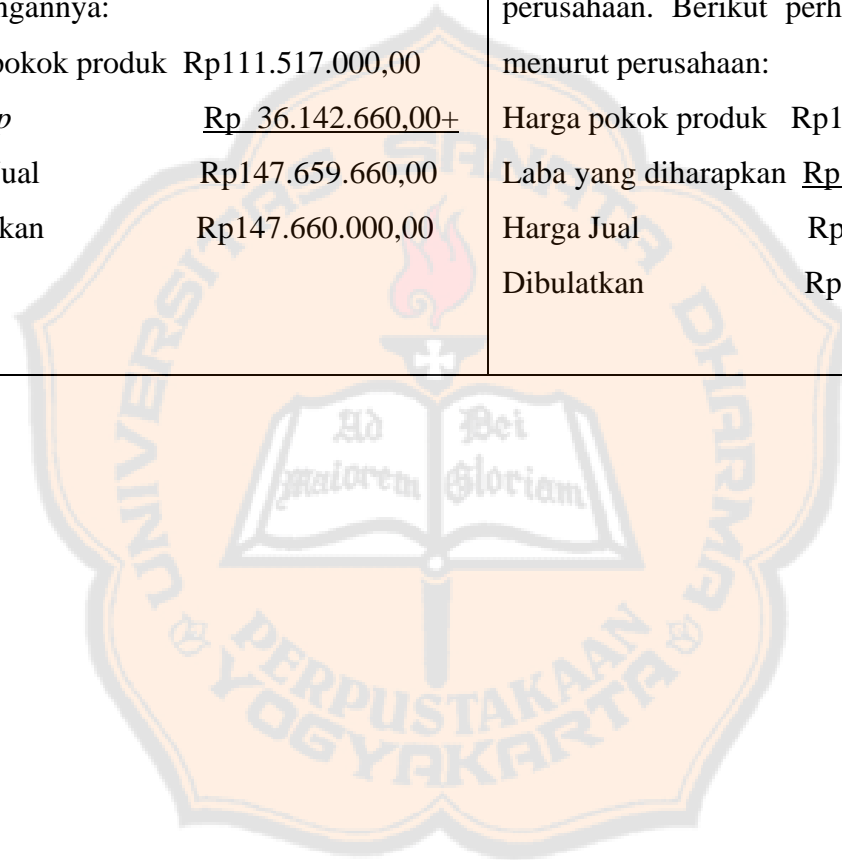 ngannya:
pokok produk Rp111.517.000,00
p Rp 36.142.660,00+
ual Rp147.659.660,00
kan Rp147.660.000,00
perusahaan. Berikut perh
menurut perusahaan:
Harga pokok produk Rp1
Laba yang diharapkan Rp
Harga Jual Rp
Dibulatkan Rp
UNIVERSITAS SANATA DHARMA
Ad Dei
Maiorem Gloriam
PERPUSTAKAAN
YOGYAKARTA